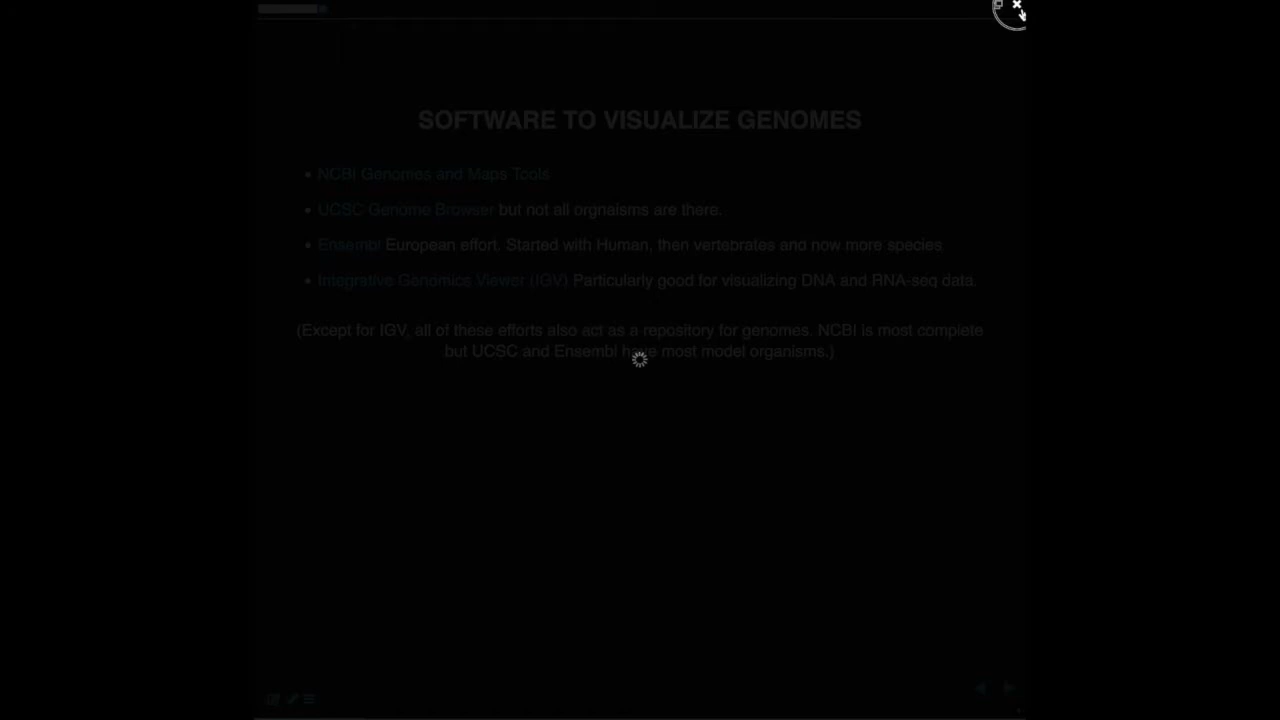 SOFTWARE TO VISUALIZE GENOMES
• NCBI Genomes and Maps Tools
• UCSC Genome Browser but not all orgnaisms are there.
• Ensembl European effort. Started with Human, then vertebrates and now more species.
• Integrative Genomics Viewer (IGV) Particularly good for visualizing DNA and RNA-seq data.
(Except for IGV, all of these efforts also act as a repository for genomes. NCBI is most complete
but UCSC and Ensembl have most model organisms.)